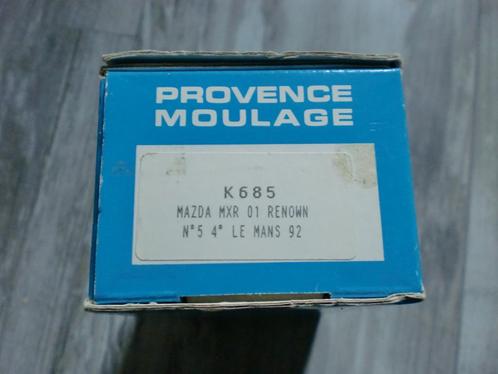 PROVENCE
MOULAGE
K685
MAZDA MXR 01 RENOWN
N°5 4° LE MANS 92